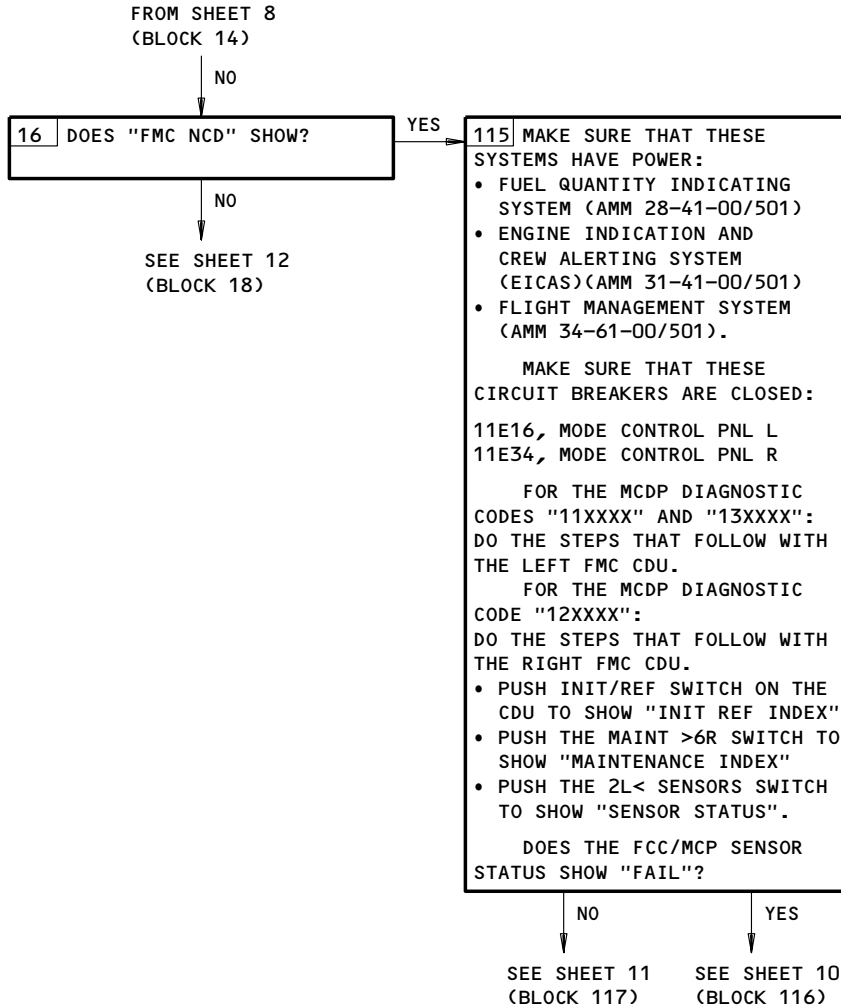 FROM SHEET 8
(BLOCK 14)
NO
16 DOES "FMC NCD" SHOW?
YES
NO
SEE SHEET 12
(BLOCK 18)
115 MAKE SURE THAT THESE
SYSTEMS HAVE POWER:
• FUEL QUANTITY INDICATING
SYSTEM (AMM 28-41-00/501)
• ENGINE INDICATION AND
CREW ALERTING SYSTEM
(EICAS)(AMM 31-41-00/501)
• FLIGHT MANAGEMENT SYSTEM
(AMM 34-61-00/501).
MAKE SURE THAT THESE
CIRCUIT BREAKERS ARE CLOSED:
11E16, MODE CONTROL PNL L
11E34, MODE CONTROL PNL R
FOR THE MCDP DIAGNOSTIC
CODES "11XXXX" AND "13XXXX":
DO THE STEPS THAT FOLLOW WITH
THE LEFT FMC CDU.
FOR THE MCDP DIAGNOSTIC
CODE "12XXXX":
DO THE STEPS THAT FOLLOW WITH
THE RIGHT FMC CDU.
• PUSH INIT/REF SWITCH ON THE
CDU TO SHOW "INIT REF INDEX"
• PUSH THE MAINT >6R SWITCH TO
SHOW "MAINTENANCE INDEX"
• PUSH THE 2L< SENSORS SWITCH
TO SHOW "SENSOR STATUS".
DOES THE FCC/MCP SENSOR
STATUS SHOW "FAIL"?
NO
YES
SEE SHEET 11
(BLOCK 117)
SEE SHEET 10
(BLOCK 116)